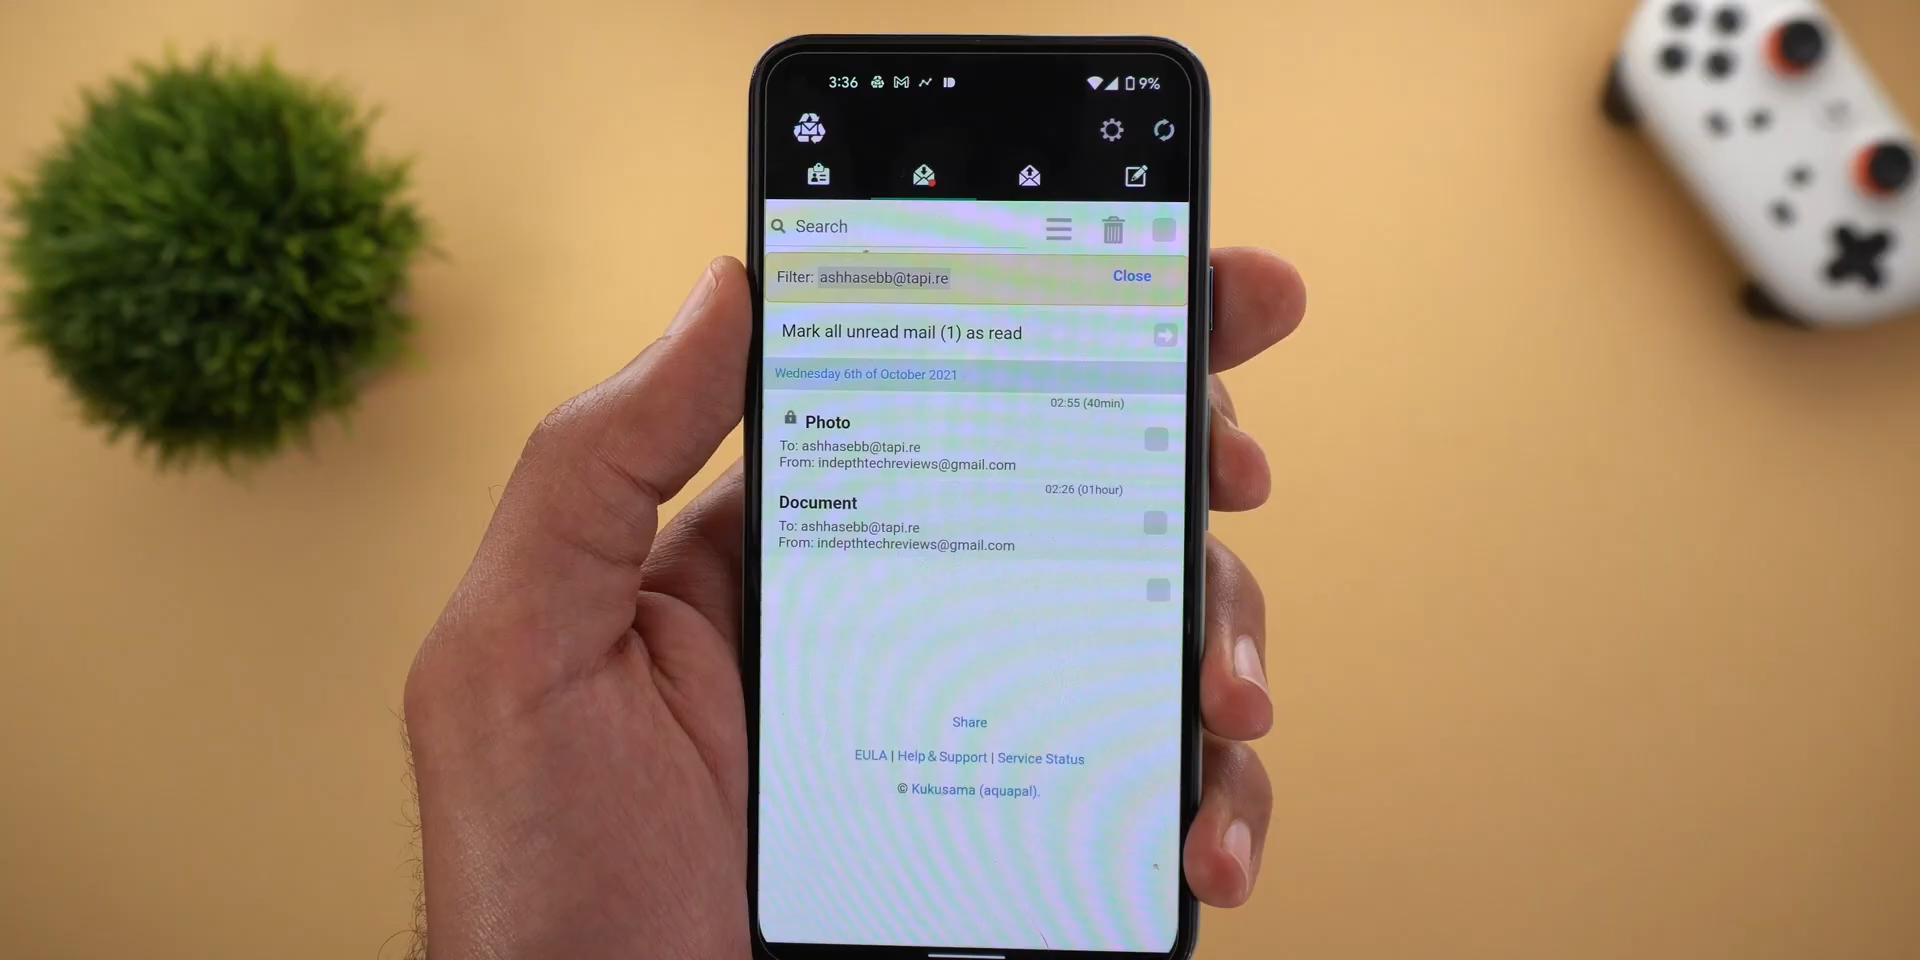 3:36
9%
Search
Filter: ashhasebb@tapi.re
Close
Mark all unread mail (1) as read
Wednesday 6th of October 2021
02:55 (40min)
Photo
To: ashhasebb@tapi.re
From: indepthtechreviews@gmail.com
02:26 (01hour)
Document
To: ashhasebb@tapi.re
From: indepthtechreviews@gmail.com
Share
EULA | Help & Support | Service Status
© Kukusama (aquapal).